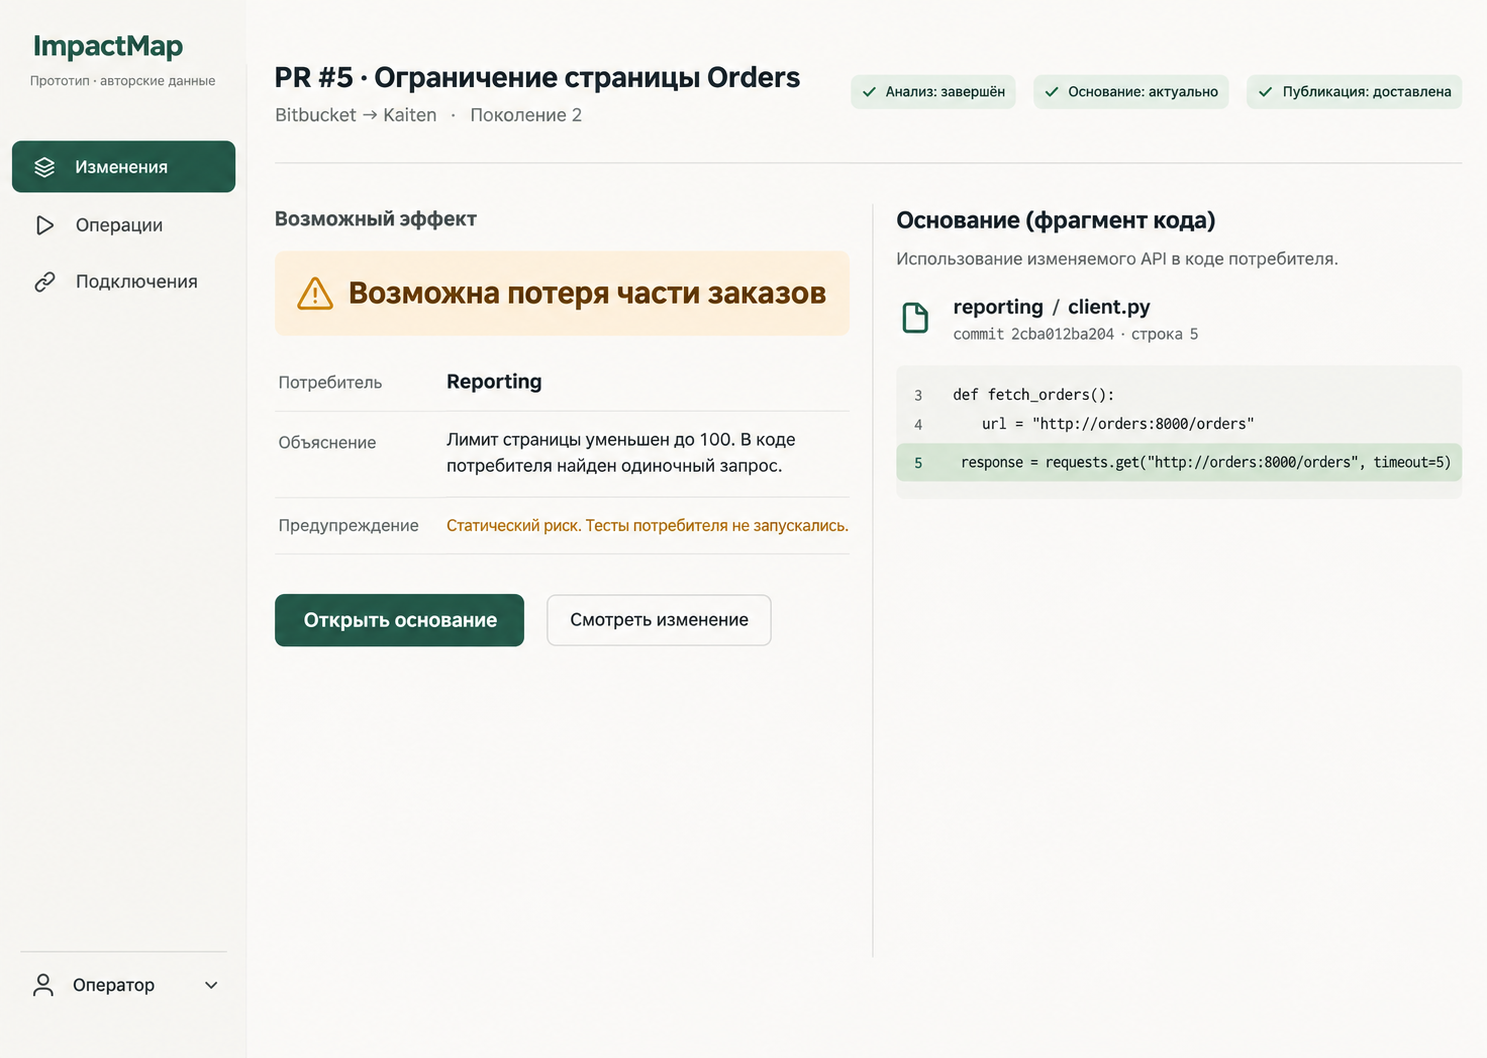 ImpactMap
Прототип · авторские данные
Изменения
Операции
Подключения
Оператор
PR #5 · Ограничение страницы Orders
Bitbucket → Kaiten · Поколение 2
Анализ: завершён
Основание: актуально
Публикация: доставлена
Возможный эффект
Возможна потеря части заказов
Потребитель Reporting
Объяснение Лимит страницы уменьшен до 100. В коде
потребителя найден одиночный запрос.
Предупреждение Статический риск. Тесты потребителя не запускались.
Открыть основание
Смотреть изменение
Основание (фрагмент кода)
Использование изменяемого API в коде потребителя.
reporting / client.py
commit 2cba012ba204 · строка 5
3 def fetch_orders():
4 url = "http://orders:8000/orders"
5 response = requests.get("http://orders:8000/orders", timeout=5)